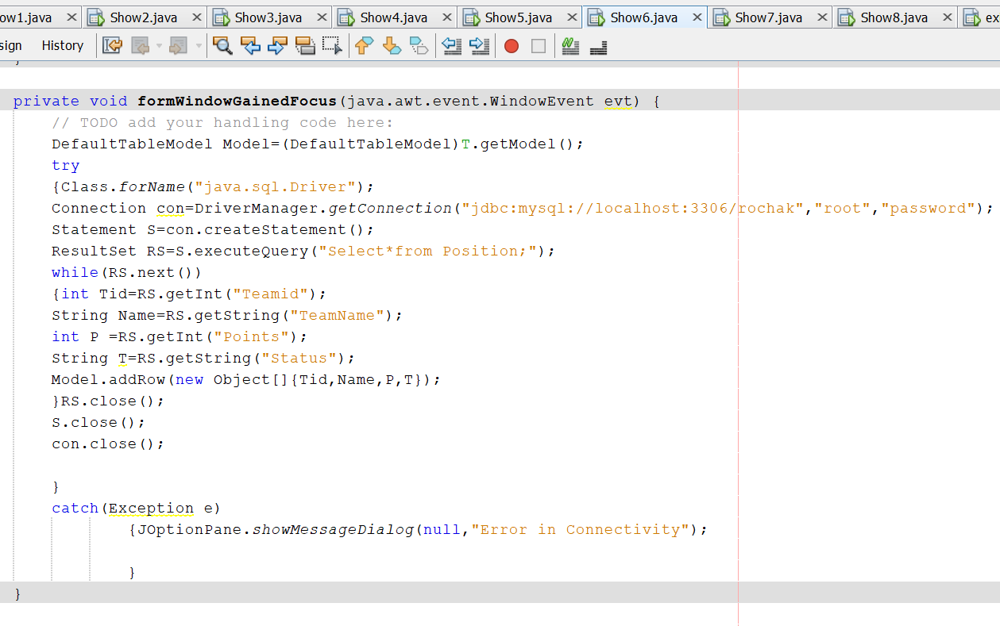 ow1.java Show2.java Show3.java Show4.java Show5.java Show6.java Show7.java Show8.java ex
sign History
}
private void formWindowGainedFocus(java.awt.event.WindowEvent evt) {
// TODO add your handling code here:
DefaultTableModel Model=(DefaultTableModel)T.getModel();
try
{Class.forName("java.sql.Driver");
Connection con=DriverManager.getConnection("jdbc:mysql://localhost:3306/rochak","root","password");
Statement S=con.createStatement();
ResultSet RS=S.executeQuery("Select*from Position;");
while(RS.next())
{int Tid=RS.getInt("Teamid");
String Name=RS.getString("TeamName");
int P =RS.getInt("Points");
String T=RS.getString("Status");
Model.addRow(new Object[]{Tid,Name,P,T});
}RS.close();
S.close();
con.close();
}
catch(Exception e)
{JOptionPane.showMessageDialog(null,"Error in Connectivity");
}
}